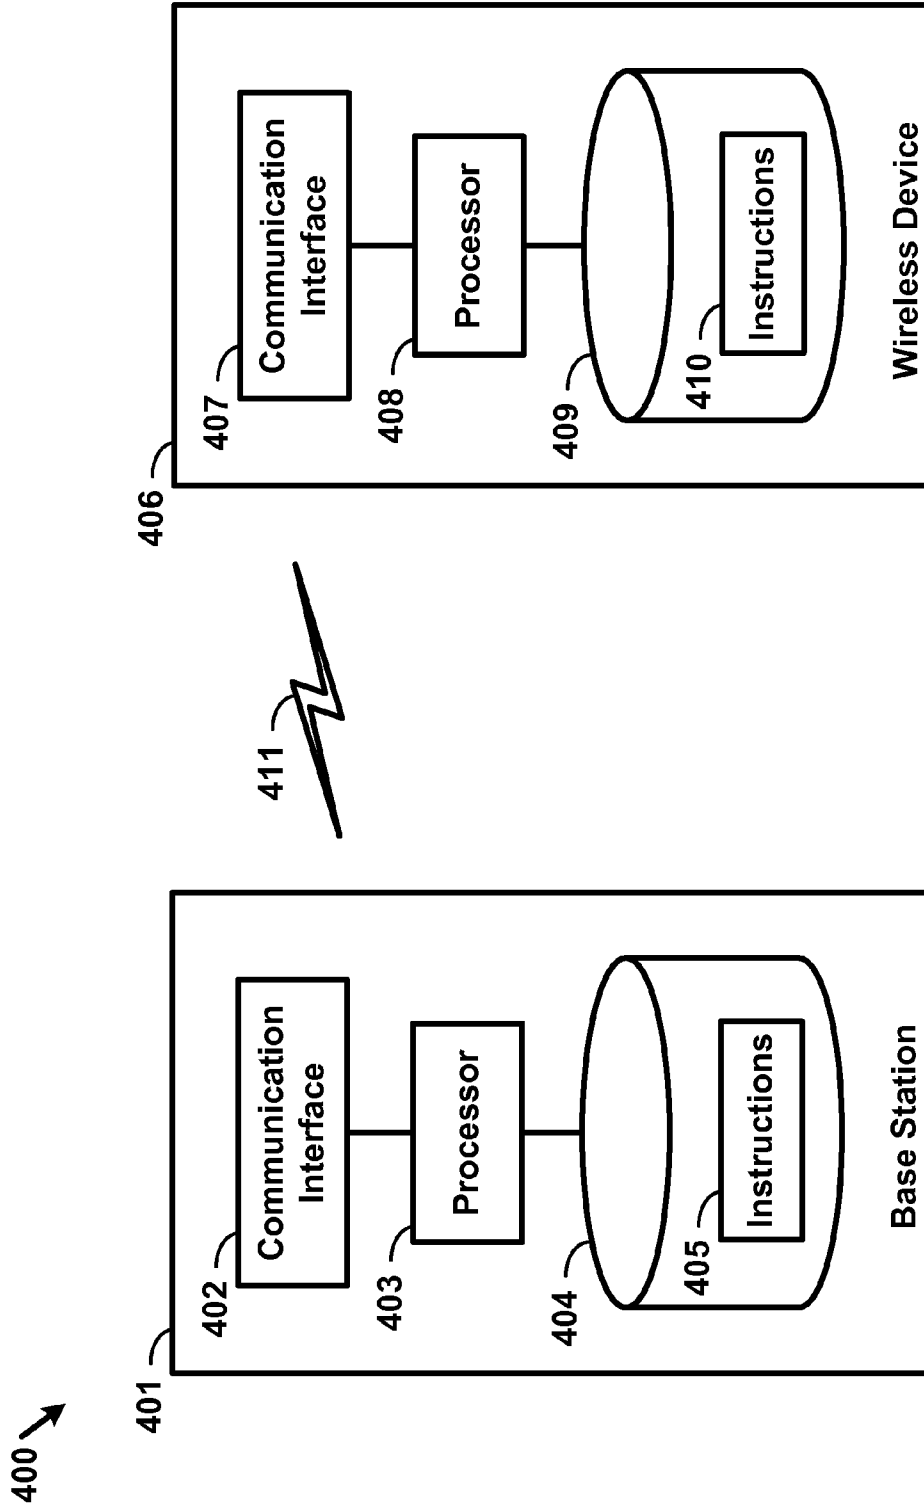 400
401
402
Communication
Interface
403
Processor
404
405
Instructions
Base Station
411
406
407
Communication
Interface
408
Processor
409
410
Instructions
Wireless Device